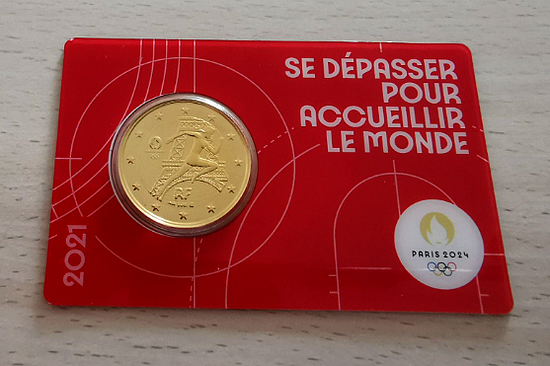 SE DÉPASSER
POUR
ACCUEILLIR
LE MONDE
2021
RF
PARIS 2024